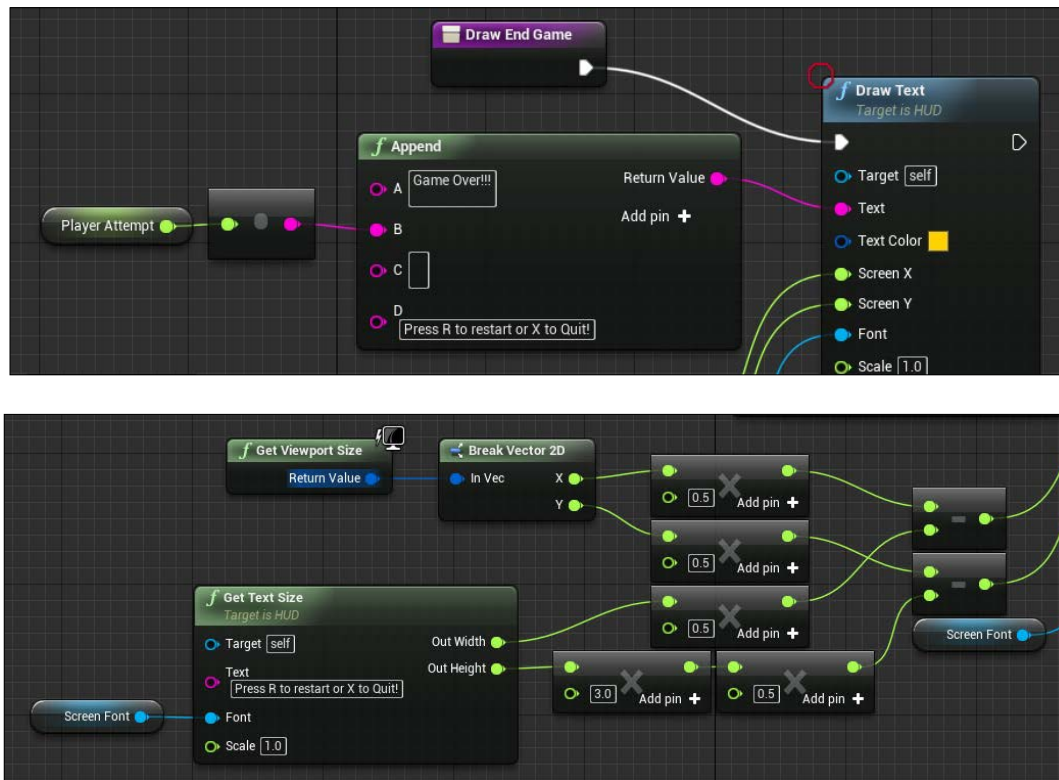 Draw End Game
f Draw Text
Target is HUD
f Append
A Game Over!!!
Return Value
Target self
Player Attempt
B
Add pin +
Text
Text Color
C
Screen X
D
Screen Y
Press R to restart or X to Quit!
Font
Scale 1.0
f Get Viewport Size
Break Vector 2D
Return Value
In Vec
X
0.5
Add pin +
Y
0.5
Add pin +
f Get Text Size
Target is HUD
Target self
Out Width
0.5
Add pin +
Screen Font
Text
Out Height
Press R to restart or X to Quit!
3.0
Add pin +
0.5
Add pin +
Screen Font
Font
Scale 1.0